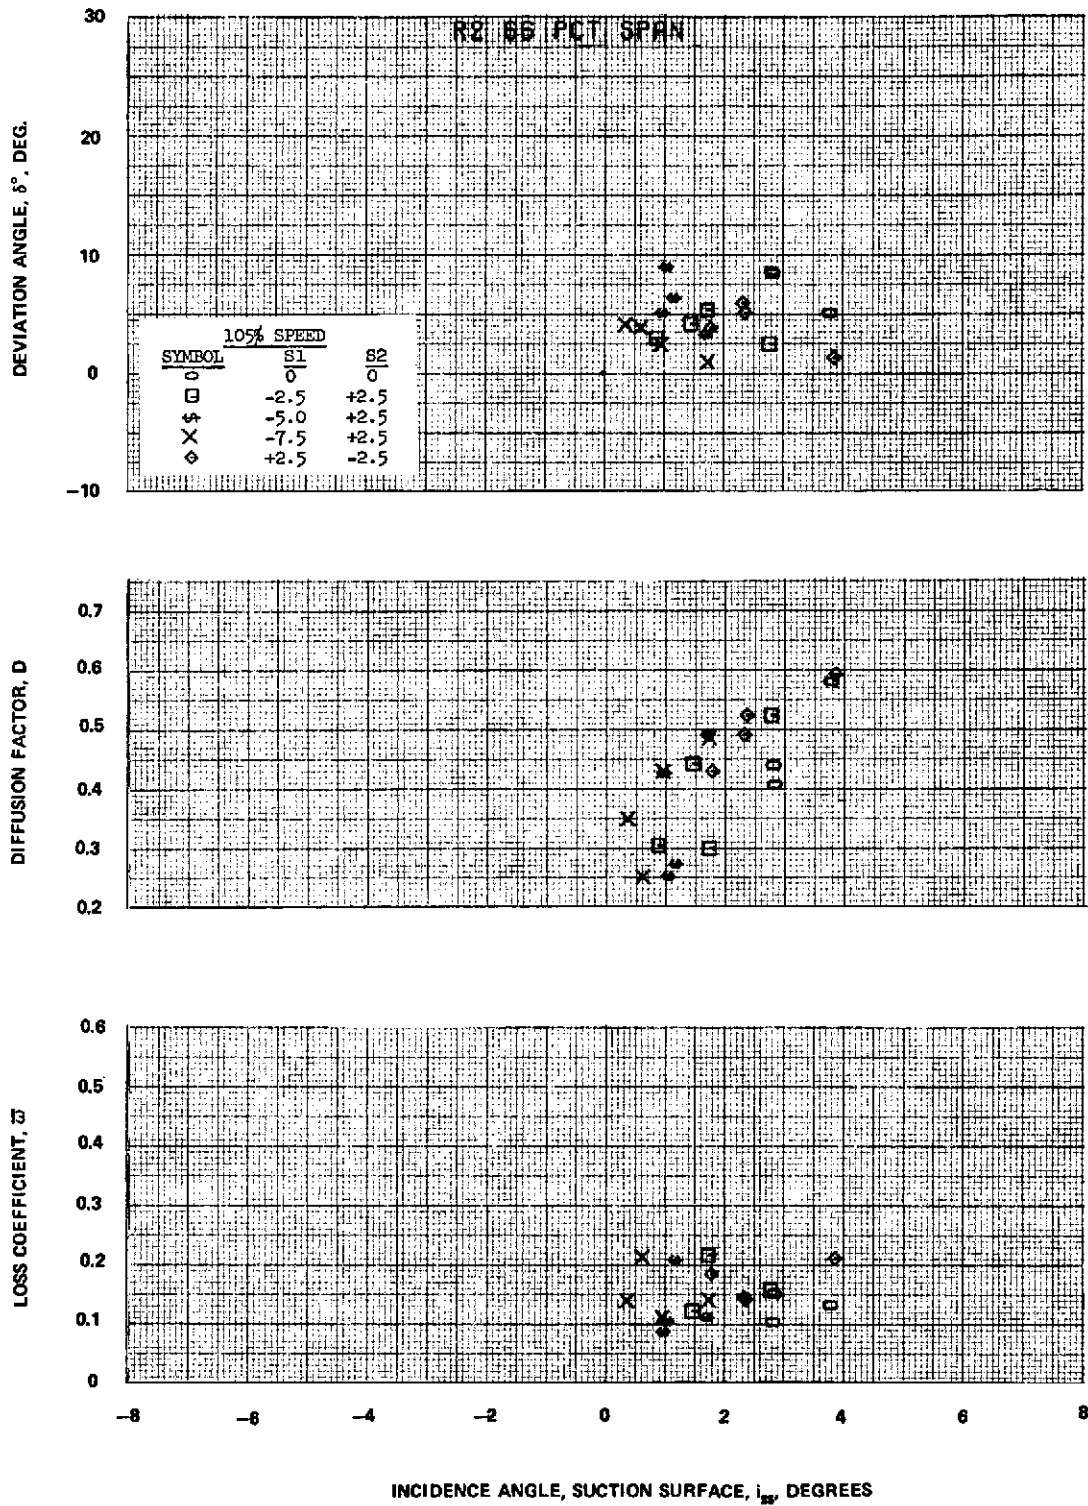 R2 66 PCT SPAN
30
20
10
0
−10
DEVIATION ANGLE, δ°, DEG.
105% SPEED
SYMBOL S1 S2
0 0
-2.5 +2.5
-5.0 +2.5
-7.5 +2.5
+2.5 -2.5
0.7
0.6
0.5
0.4
0.3
0.2
DIFFUSION FACTOR, D
0.6
0.5
0.4
0.3
0.2
0.1
0
LOSS COEFFICIENT, ω̅
−8 −6 −4 −2 0 2 4 6 8
INCIDENCE ANGLE, SUCTION SURFACE, iss, DEGREES